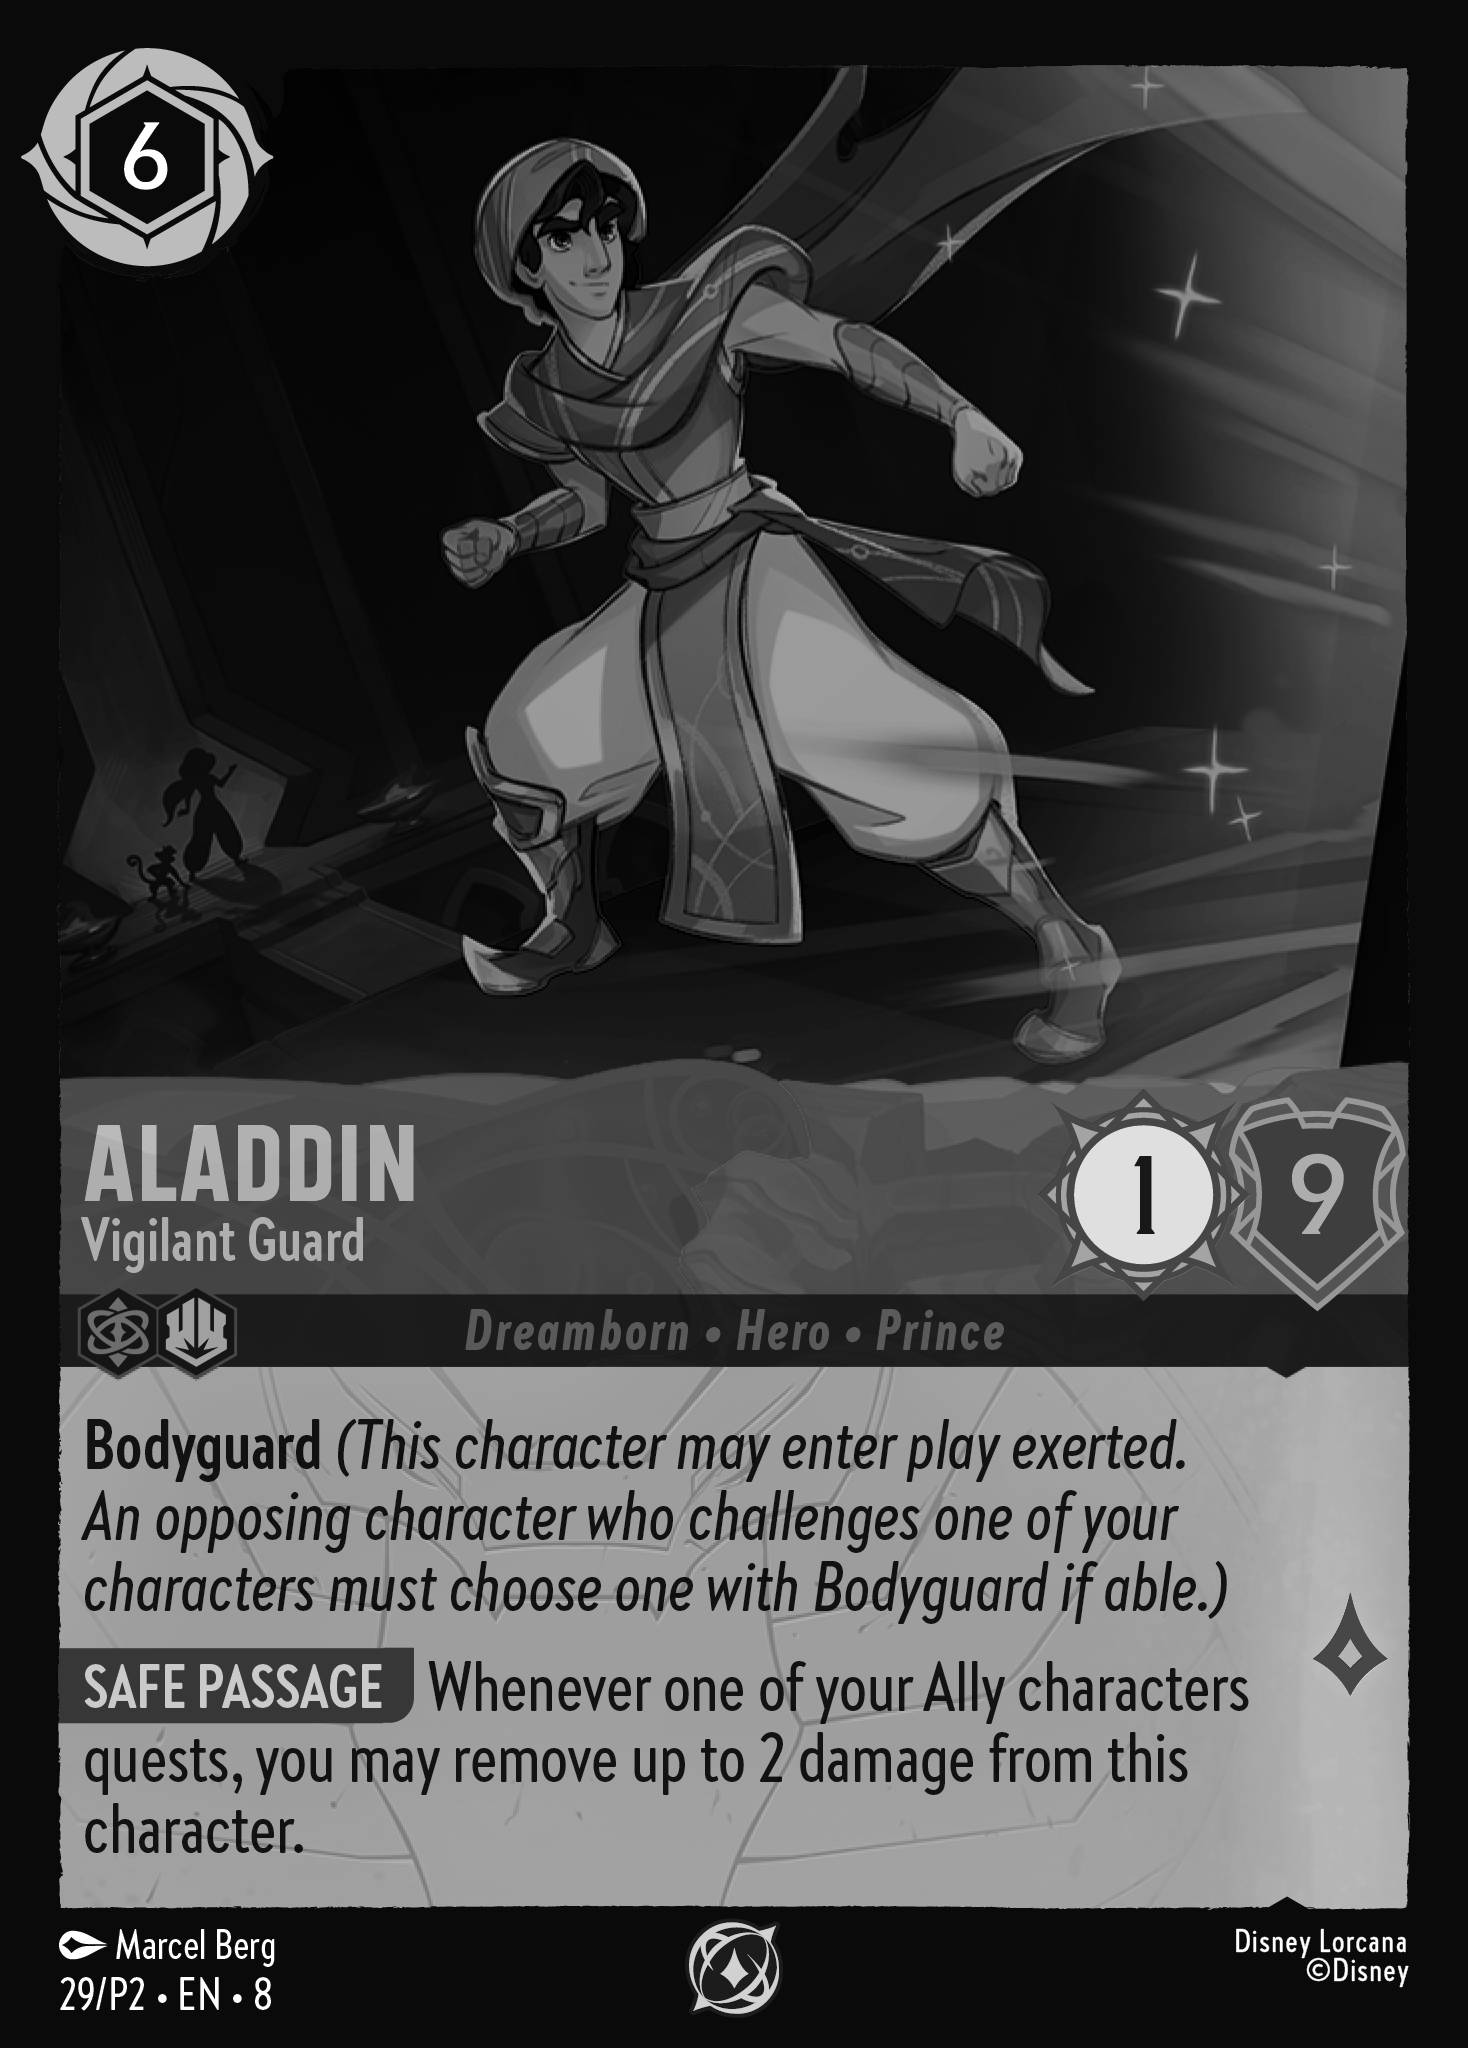 6
ALADDIN
Vigilant Guard
1 9
Dreamborn • Hero • Prince
Bodyguard (This character may enter play exerted.
An opposing character who challenges one of your
characters must choose one with Bodyguard if able.)
SAFE PASSAGE Whenever one of your Ally characters
quests, you may remove up to 2 damage from this
character.
Marcel Berg
29/P2 • EN • 8
Disney Lorcana
©Disney